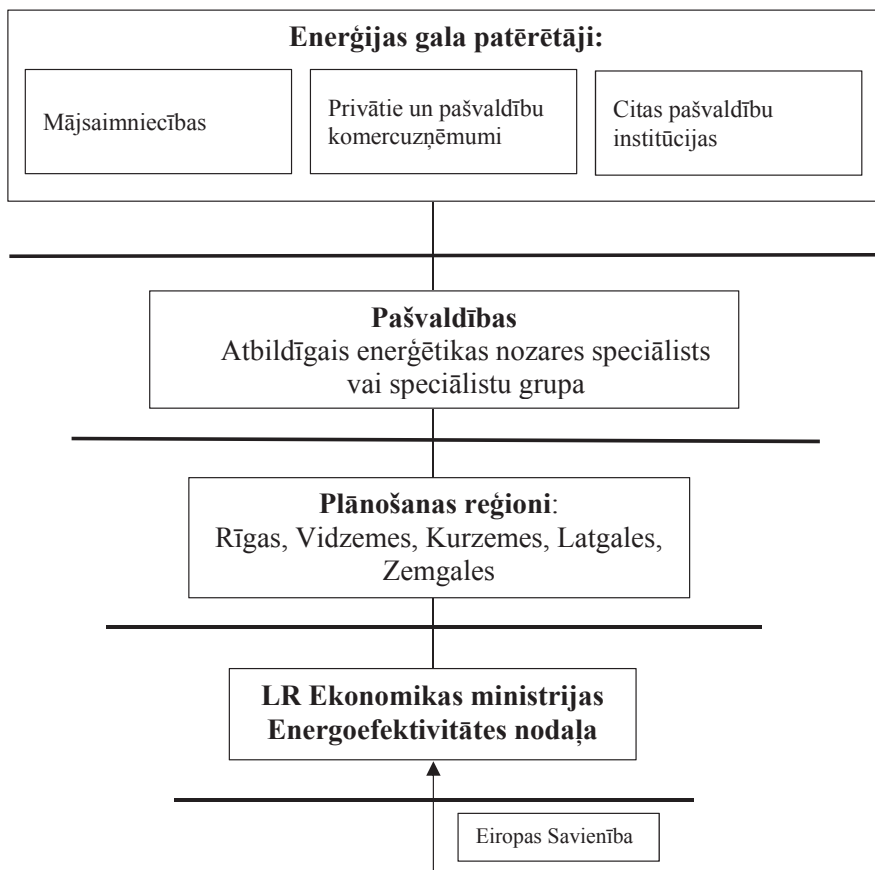 Enerģijas gala patērētāji:
Mājsaimniecības
Privātie un pašvaldību
komercuzņēmumi
Citas pašvaldību
institūcijas
Pašvaldības
Atbildīgais enerģētikas nozares speciālists
vai speciālistu grupa
Plānošanas reģioni:
Rīgas, Vidzemes, Kurzemes, Latgales,
Zemgales
LR Ekonomikas ministrijas
Energoefektivitātes nodaļa
Eiropas Savienība